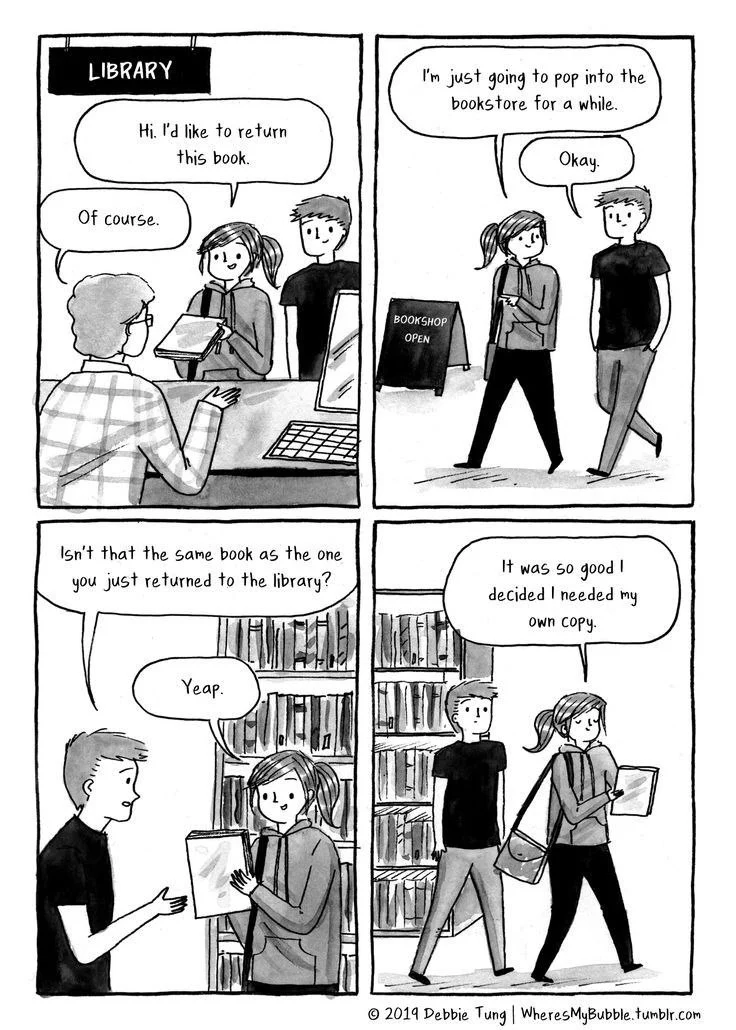 LIBRARY
Hi. I'd like to return
this book.
Of course.
I'm just going to pop into the
bookstore for a while.
Okay.
BOOKSHOP
OPEN
Isn't that the same book as the one
you just returned to the library?
Yeap.
It was so good I
decided I needed my
own copy.
© 2019 Debbie Tung | WheresMyBubble.tumblr.com